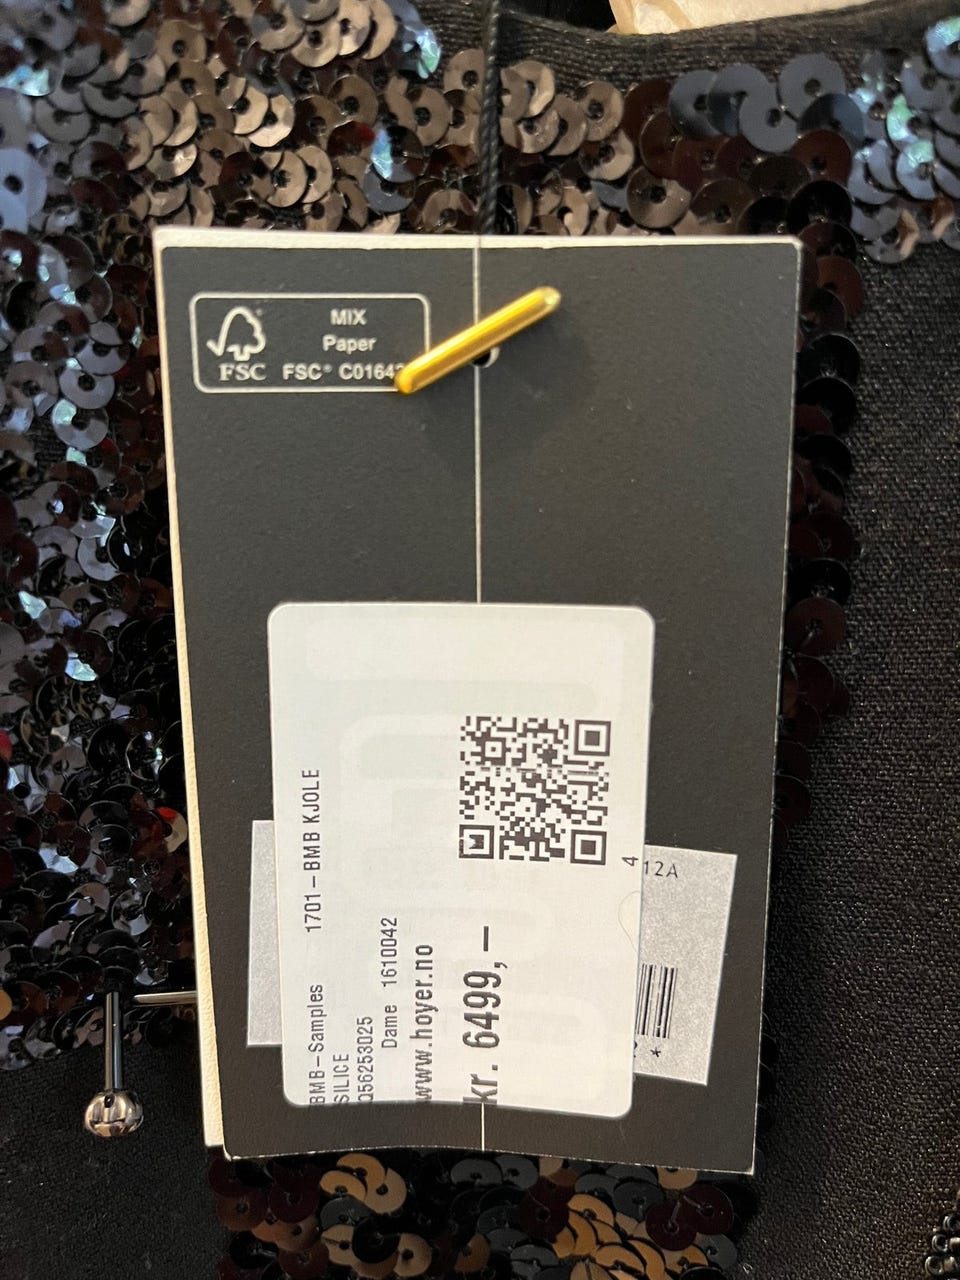 MIX
Paper
FSC
FSC® C01642
BMB-Samples 1701-BMB KJOLE
SILICE
Q56253025
Dame 1610042
www.hoyer.no
kr. 6499,-
4
12A
*